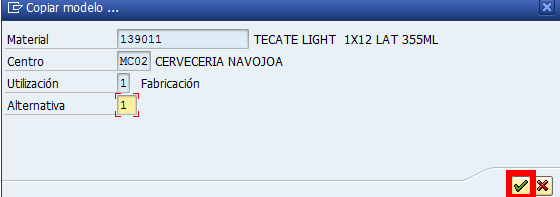 Copiar modelo ...
Material 139011 TECATE LIGHT 1X12 LAT 355ML
Centro MC02 CERVECERIA NAVOJOA
Utilización 1 Fabricación
Alternativa 1